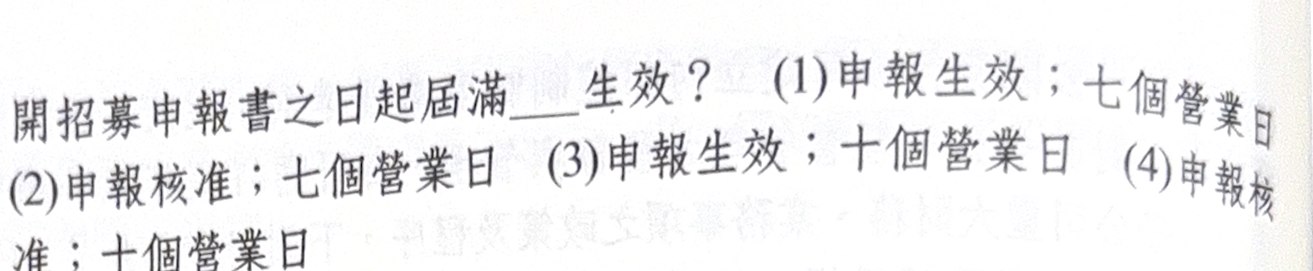 開招募申報書之日起屆滿___生效？　(1)申報生效；七個營業日
(2)申報核准；七個營業日　(3)申報生效；十個營業日　(4)申報核
准；十個營業日